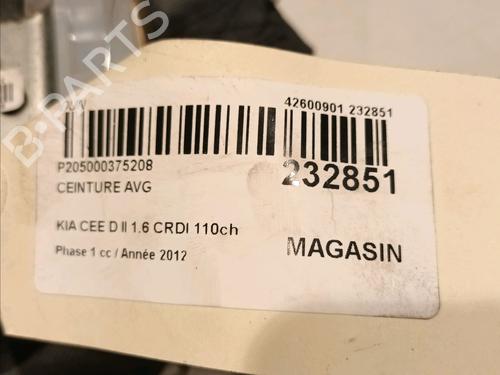 42600901 232851
P205000375208
232851
CEINTURE AVG
KIA CEE D II 1.6 CRDI 110ch
MAGASIN
Phase 1 cc / Année 2012
B-PARTS